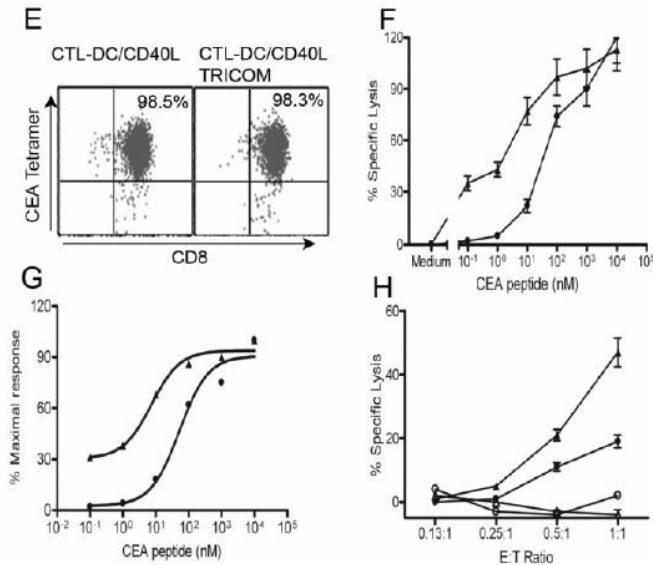 E
CTL-DC/CD40L
CTL-DC/CD40L
TRICOM
98.5%
98.3%
CEA Tetramer
CD8
F
% Specific Lysis
120
90
60
30
0
Medium
10⁻¹
10⁰
10¹
10²
10³
10⁴
10⁵
CEA peptide (nM)
G
% Maximal response
120
90
60
30
0
10⁻²
10⁻¹
10⁰
10¹
10²
10³
10⁴
10⁵
CEA peptide (nM)
H
% Specific Lysis
60
40
20
0
0.13:1
0.25:1
0.5:1
1:1
E:T Ratio